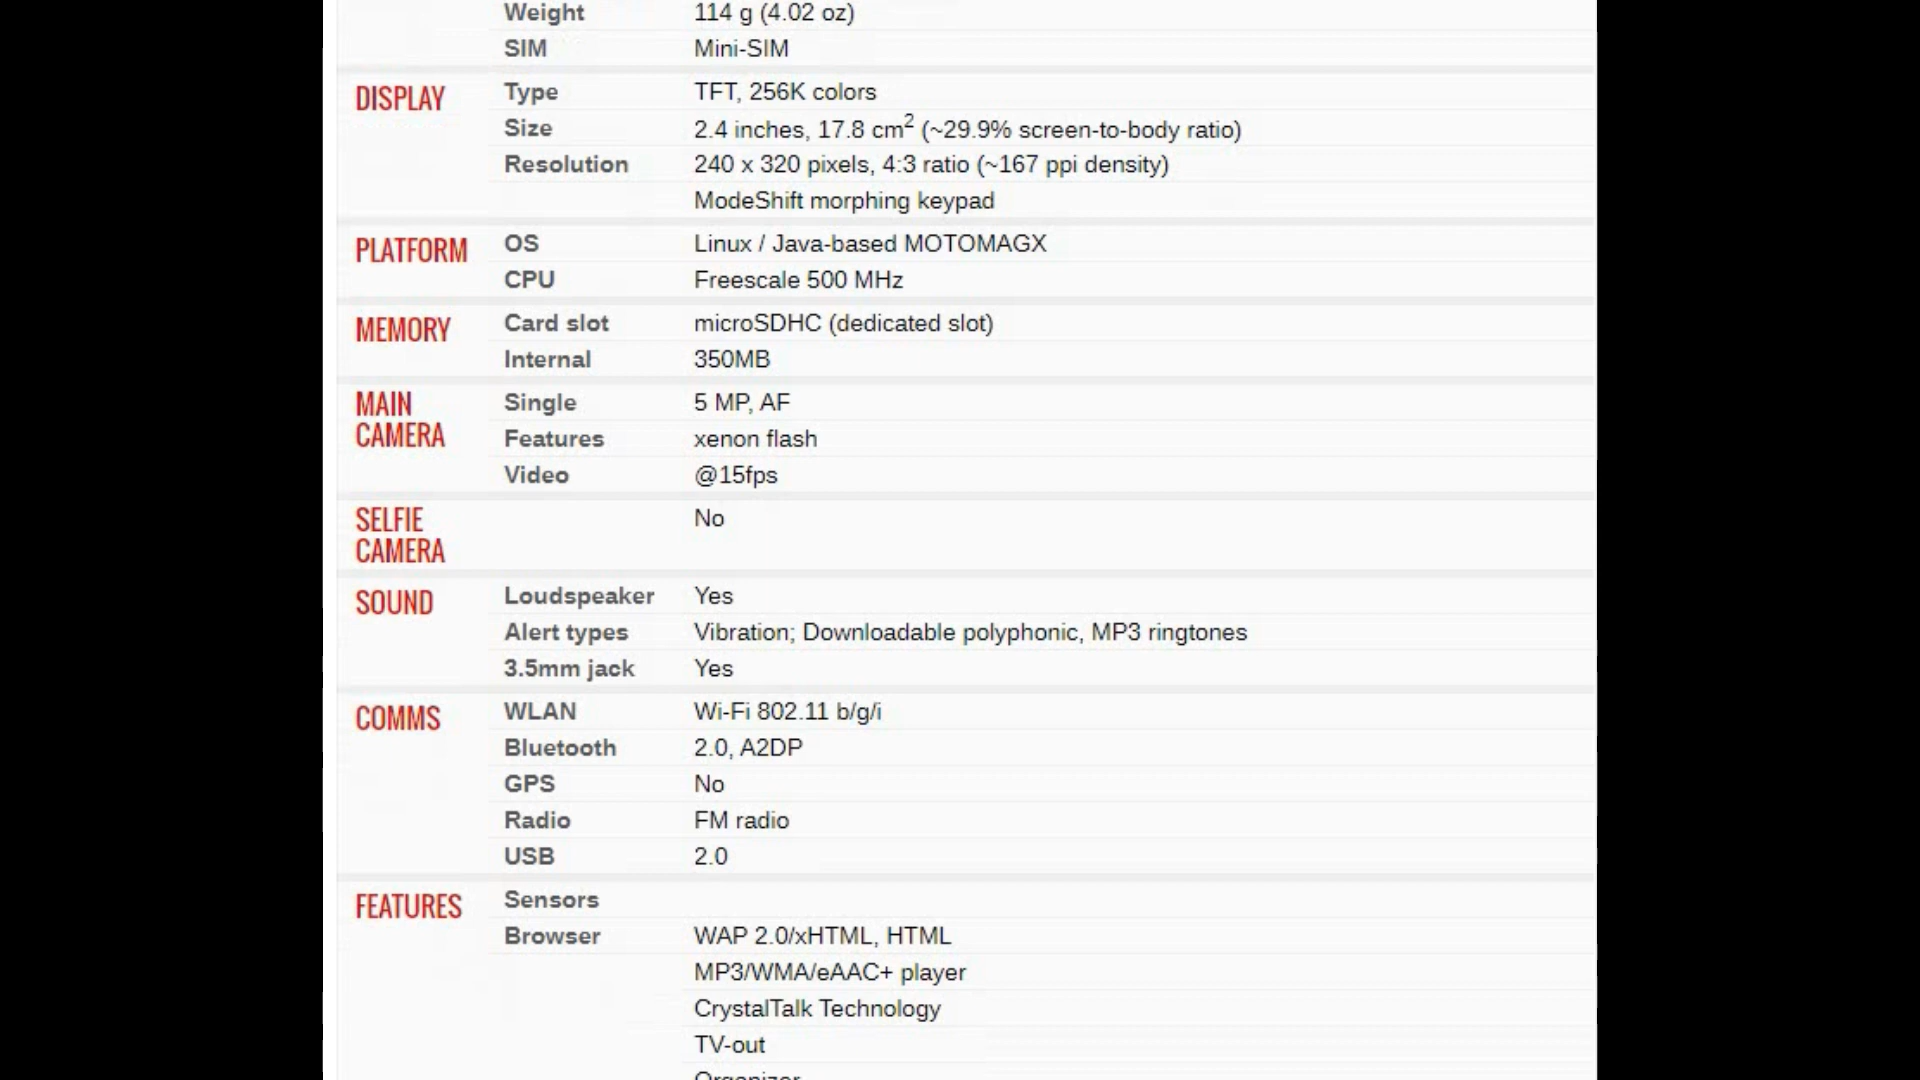 Weight 114 g (4.02 oz)
SIM Mini-SIM
DISPLAY Type TFT, 256K colors
Size 2.4 inches, 17.8 cm2 (~29.9% screen-to-body ratio)
Resolution 240 x 320 pixels, 4:3 ratio (~167 ppi density)
ModeShift morphing keypad
PLATFORM OS Linux / Java-based MOTOMAGX
CPU Freescale 500 MHz
MEMORY Card slot microSDHC (dedicated slot)
Internal 350MB
MAIN CAMERA Single 5 MP, AF
Features xenon flash
Video @15fps
SELFIE CAMERA No
SOUND Loudspeaker Yes
Alert types Vibration; Downloadable polyphonic, MP3 ringtones
3.5mm jack Yes
COMMS WLAN Wi-Fi 802.11 b/g/i
Bluetooth 2.0, A2DP
GPS No
Radio FM radio
USB 2.0
FEATURES Sensors
Browser WAP 2.0/xHTML, HTML
MP3/WMA/eAAC+ player
CrystalTalk Technology
TV-out
Organizer